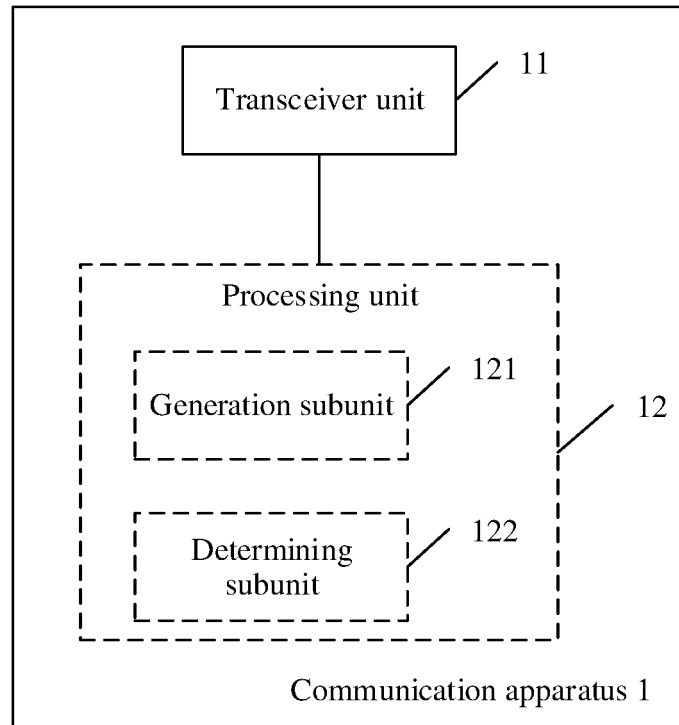 11
Transceiver unit
Processing unit
121
Generation subunit
12
122
Determining
subunit
Communication apparatus 1